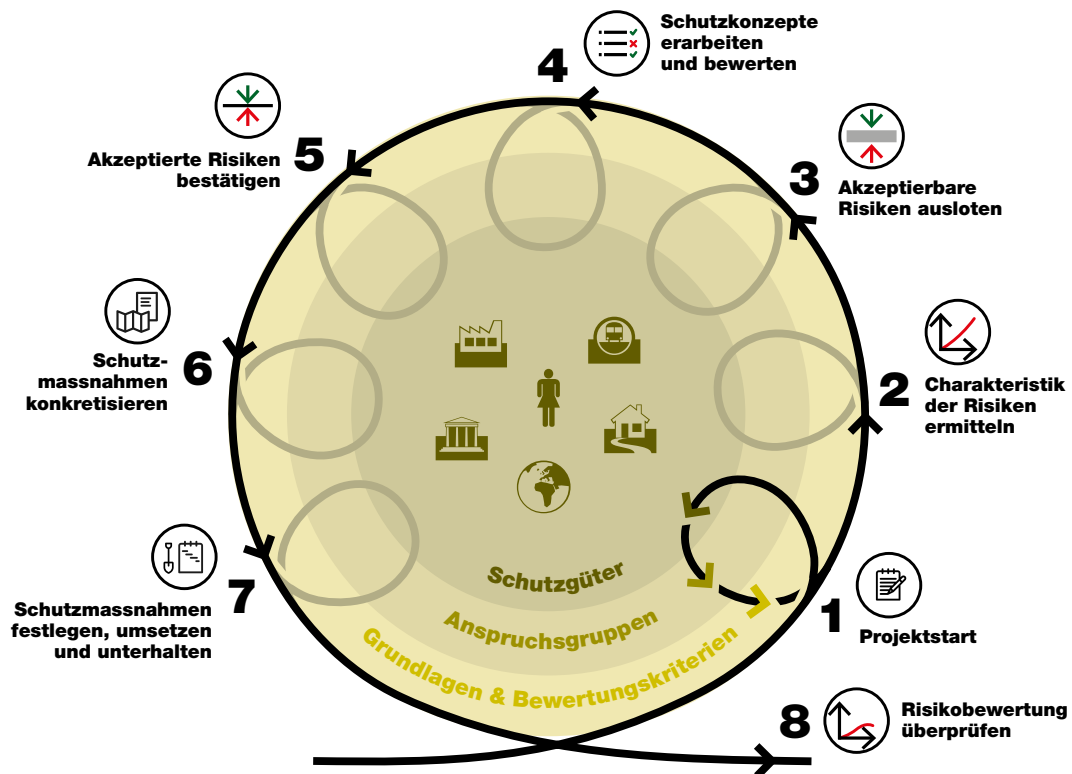 1
Projektstart
2
Charakteristik
der Risiken
ermitteln
3
Akzeptierbare
Risiken ausloten
4
Schutzkonzepte
erarbeiten
und bewerten
5
Akzeptierte Risiken
bestätigen
6
Schutz-
massnahmen
konkretisieren
7
Schutzmassnahmen
festlegen, umsetzen
und unterhalten
8
Risikobewertung
überprüfen
Schutzgüter
Anspruchsgruppen
Grundlagen & Bewertungskriterien